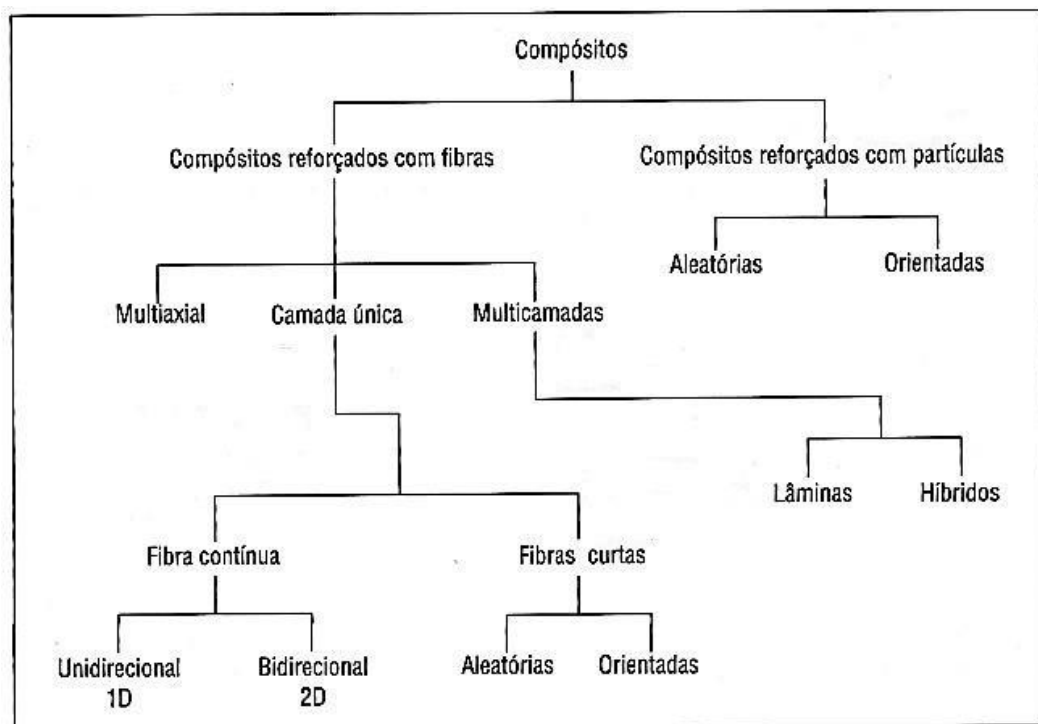 Compósitos
Compósitos reforçados com fibras
Compósitos reforçados com partículas
Aleatórias
Orientadas
Multiaxial
Camada única
Multicamadas
Lâminas
Híbridos
Fibra contínua
Fibras curtas
Unidirecional
1D
Bidirecional
2D
Aleatórias
Orientadas